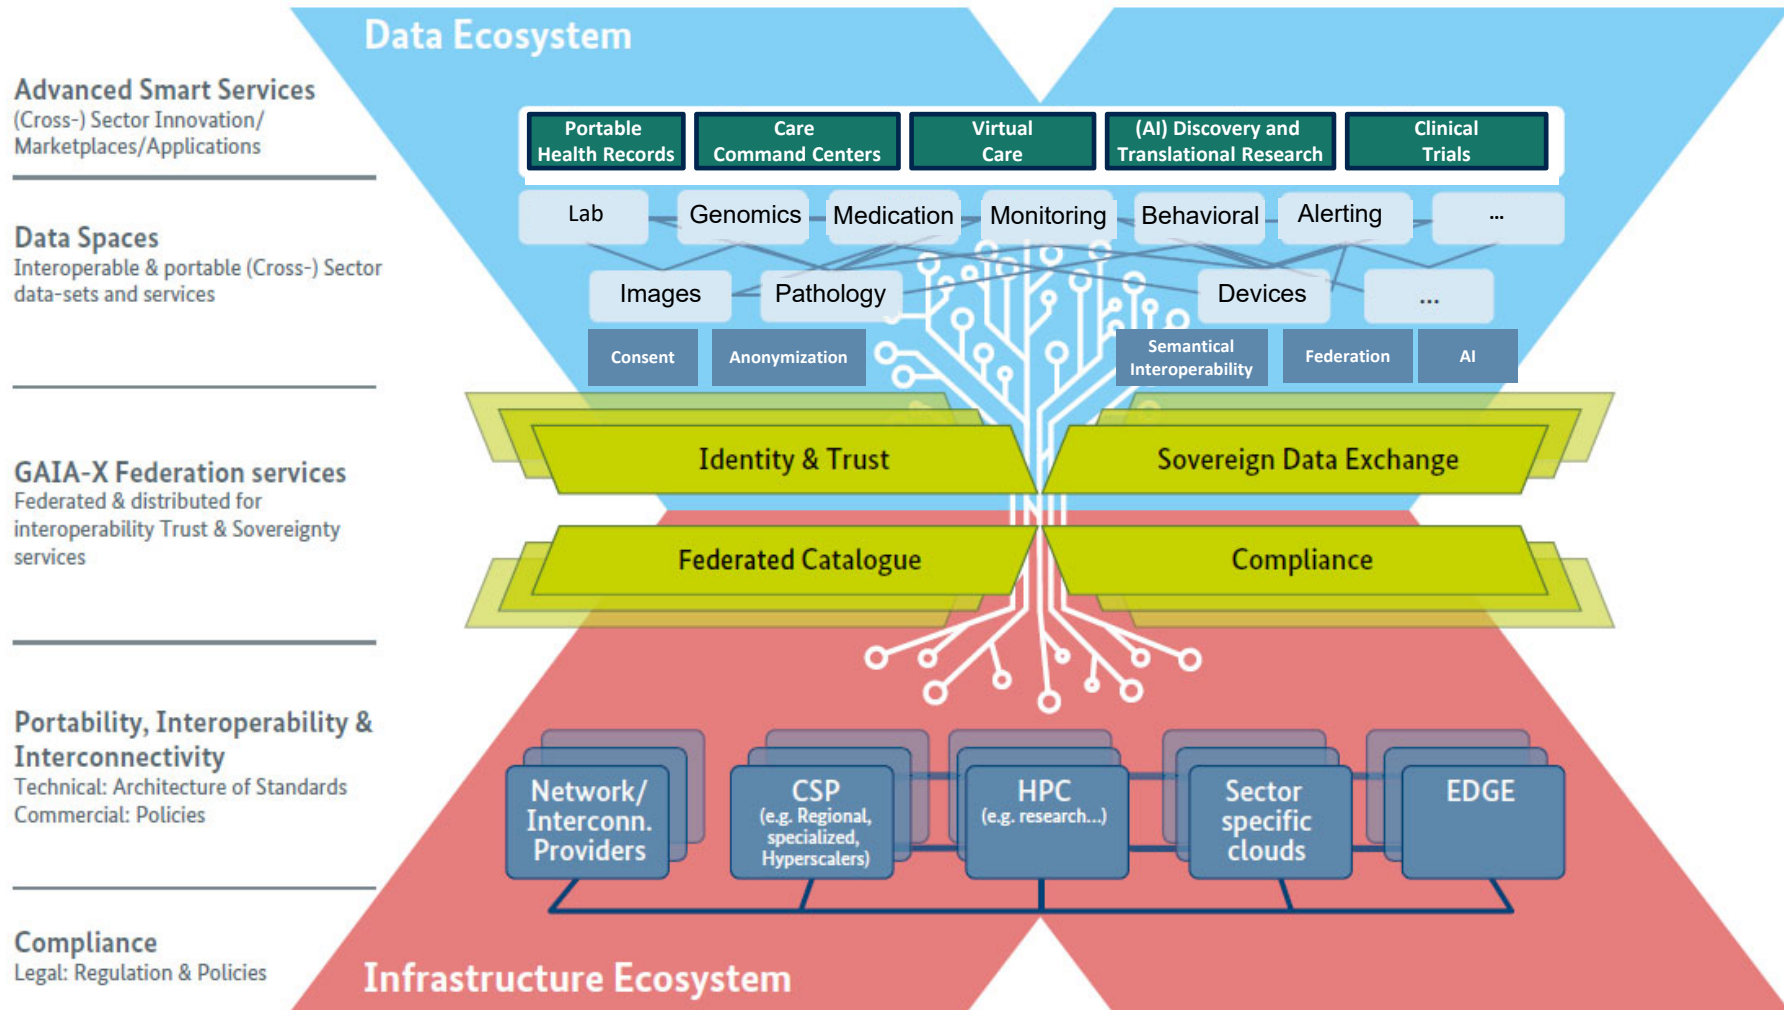 Data Ecosystem
Advanced Smart Services
(Cross-) Sector Innovation/
Marketplaces/Applications
Portable
Health Records
Care
Command Centers
Virtual
Care
(AI) Discovery and
Translational Research
Clinical
Trials
Data Spaces
Interoperable & portable (Cross-) Sector
data-sets and services
Lab
Genomics
Medication
Monitoring
Behavioral
Alerting
...
Images
Pathology
Devices
...
Consent
Anonymization
Semantical
Interoperability
Federation
AI
GAIA-X Federation services
Federated & distributed for
interoperability Trust & Sovereignty
services
Identity & Trust
Sovereign Data Exchange
Federated Catalogue
Compliance
Portability, Interoperability &
Interconnectivity
Technical: Architecture of Standards
Commercial: Policies
Network/
Interconn.
Providers
CSP
(e.g. Regional,
specialized,
Hyperscalers)
HPC
(e.g. research...)
Sector
specific
clouds
EDGE
Compliance
Legal: Regulation & Policies
Infrastructure Ecosystem